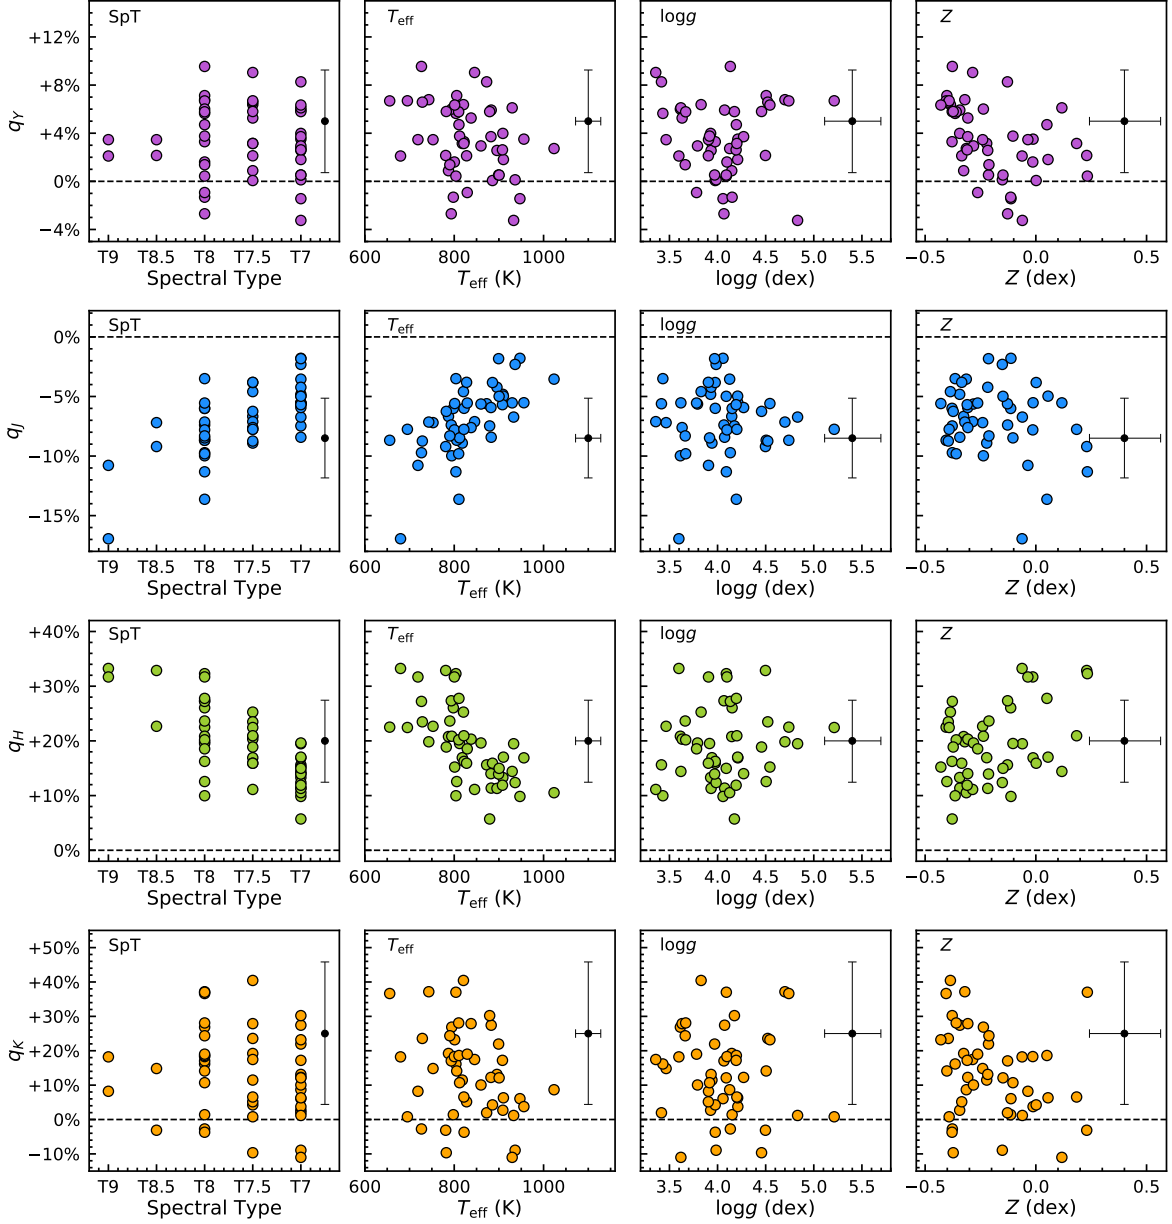 SpT
T_eff
log g
Z
q_Y
+12%
+8%
+4%
0%
−4%
T9 T8.5 T8 T7.5 T7
600 800 1000
3.5 4.0 4.5 5.0 5.5
−0.5 0.0 0.5
Spectral Type
T_eff (K)
log g (dex)
Z (dex)
SpT
T_eff
log g
Z
q_J
0%
−5%
−10%
−15%
T9 T8.5 T8 T7.5 T7
600 800 1000
3.5 4.0 4.5 5.0 5.5
−0.5 0.0 0.5
Spectral Type
T_eff (K)
log g (dex)
Z (dex)
SpT
T_eff
log g
Z
q_H
+40%
+30%
+20%
+10%
0%
T9 T8.5 T8 T7.5 T7
600 800 1000
3.5 4.0 4.5 5.0 5.5
−0.5 0.0 0.5
Spectral Type
T_eff (K)
log g (dex)
Z (dex)
SpT
T_eff
log g
Z
q_K
+50%
+40%
+30%
+20%
+10%
0%
−10%
T9 T8.5 T8 T7.5 T7
600 800 1000
3.5 4.0 4.5 5.0 5.5
−0.5 0.0 0.5
Spectral Type
T_eff (K)
log g (dex)
Z (dex)